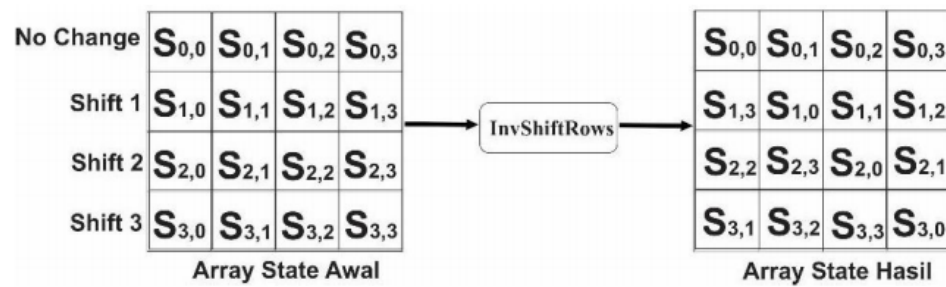 No Change S0,0 S0,1 S0,2 S0,3 S0,0 S0,1 S0,2 S0,3
Shift 1 S1,0 S1,1 S1,2 S1,3 InvShiftRows S1,3 S1,0 S1,1 S1,2
Shift 2 S2,0 S2,1 S2,2 S2,3 S2,2 S2,3 S2,0 S2,1
Shift 3 S3,0 S3,1 S3,2 S3,3 S3,1 S3,2 S3,3 S3,0
Array State Awal Array State Hasil